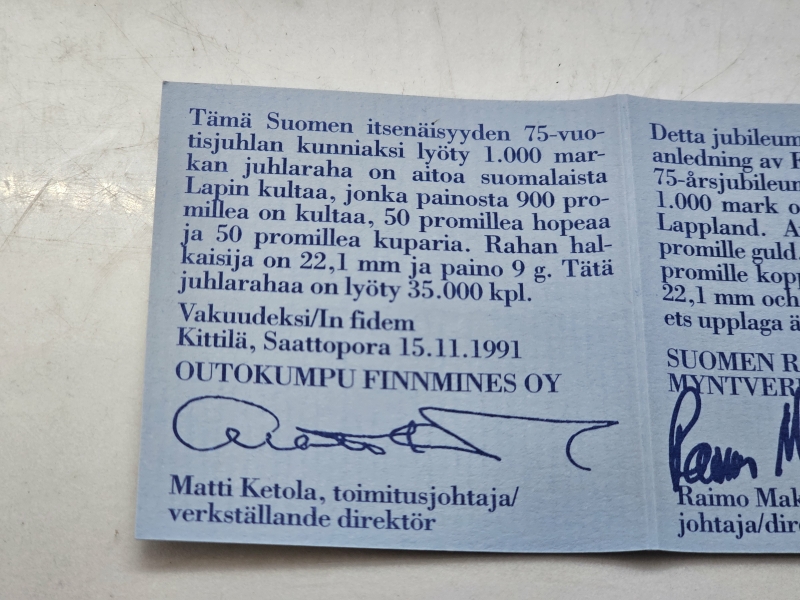 Tämä Suomen itsenäisyyden 75-vuo-
tisjuhlan kunniaksi lyöty 1.000 mar-
kan juhlaraha on aitoa suomalaista
Lapin kultaa, jonka painosta 900 pro-
millea on kultaa, 50 promillea hopeaa
ja 50 promillea kuparia. Rahan hal-
kaisija on 22,1 mm ja paino 9 g. Tätä
juhlarahaa on lyöty 35.000 kpl.
Vakuudeksi/In fidem
Kittilä, Saattopora 15.11.1991
OUTOKUMPU FINNMINES OY
Matti Ketola, toimitusjohtaja/
verkställande direktör
Detta jubileum
anledning av
75-årsjubileum
1.000 mark
Lappland.
promille guld.
promille
22,1 mm och
ets upplaga
SUOMEN
Raimo
johtaja/